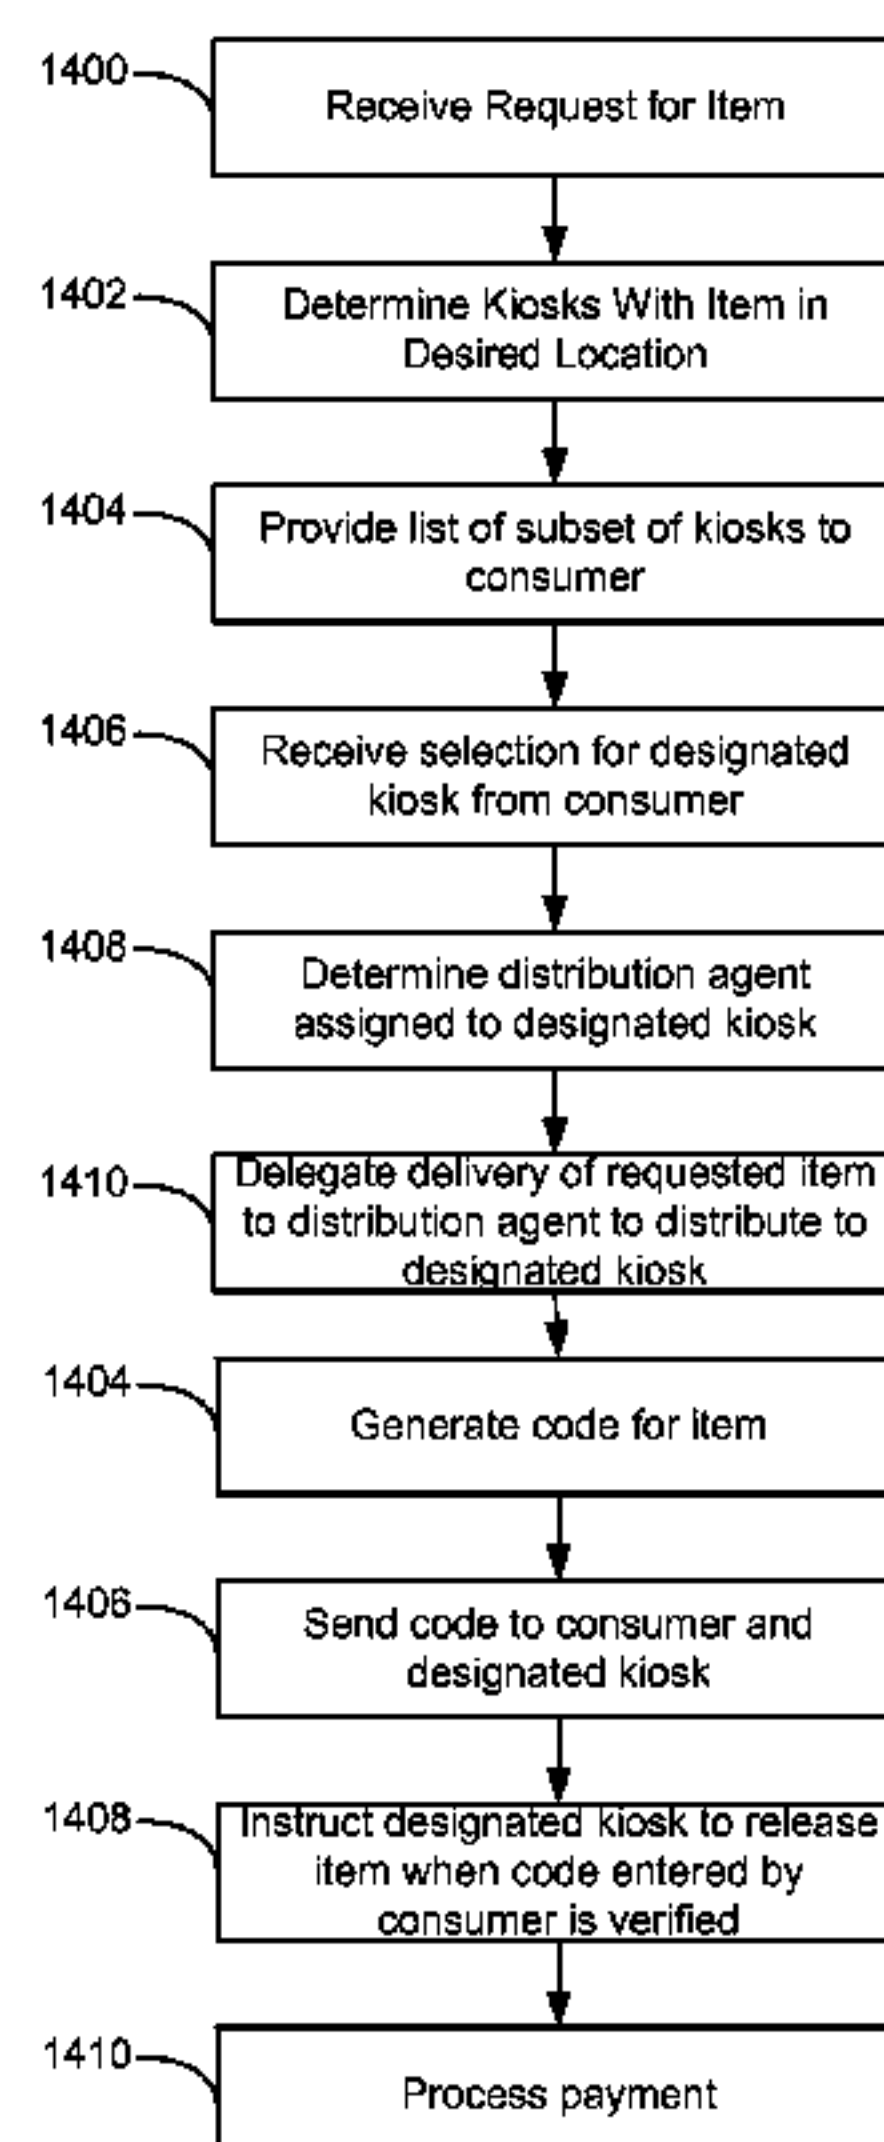 1400
Receive Request for Item
1402
Determine Kiosks With Item in
Desired Location
1404
Provide list of subset of kiosks to
consumer
1406
Receive selection for designated
kiosk from consumer
1408
Determine distribution agent
assigned to designated kiosk
1410
Delegate delivery of requested item
to distribution agent to distribute to
designated kiosk
1404
Generate code for item
1406
Send code to consumer and
designated kiosk
1408
Instruct designated kiosk to release
item when code entered by
consumer is verified
1410
Process payment